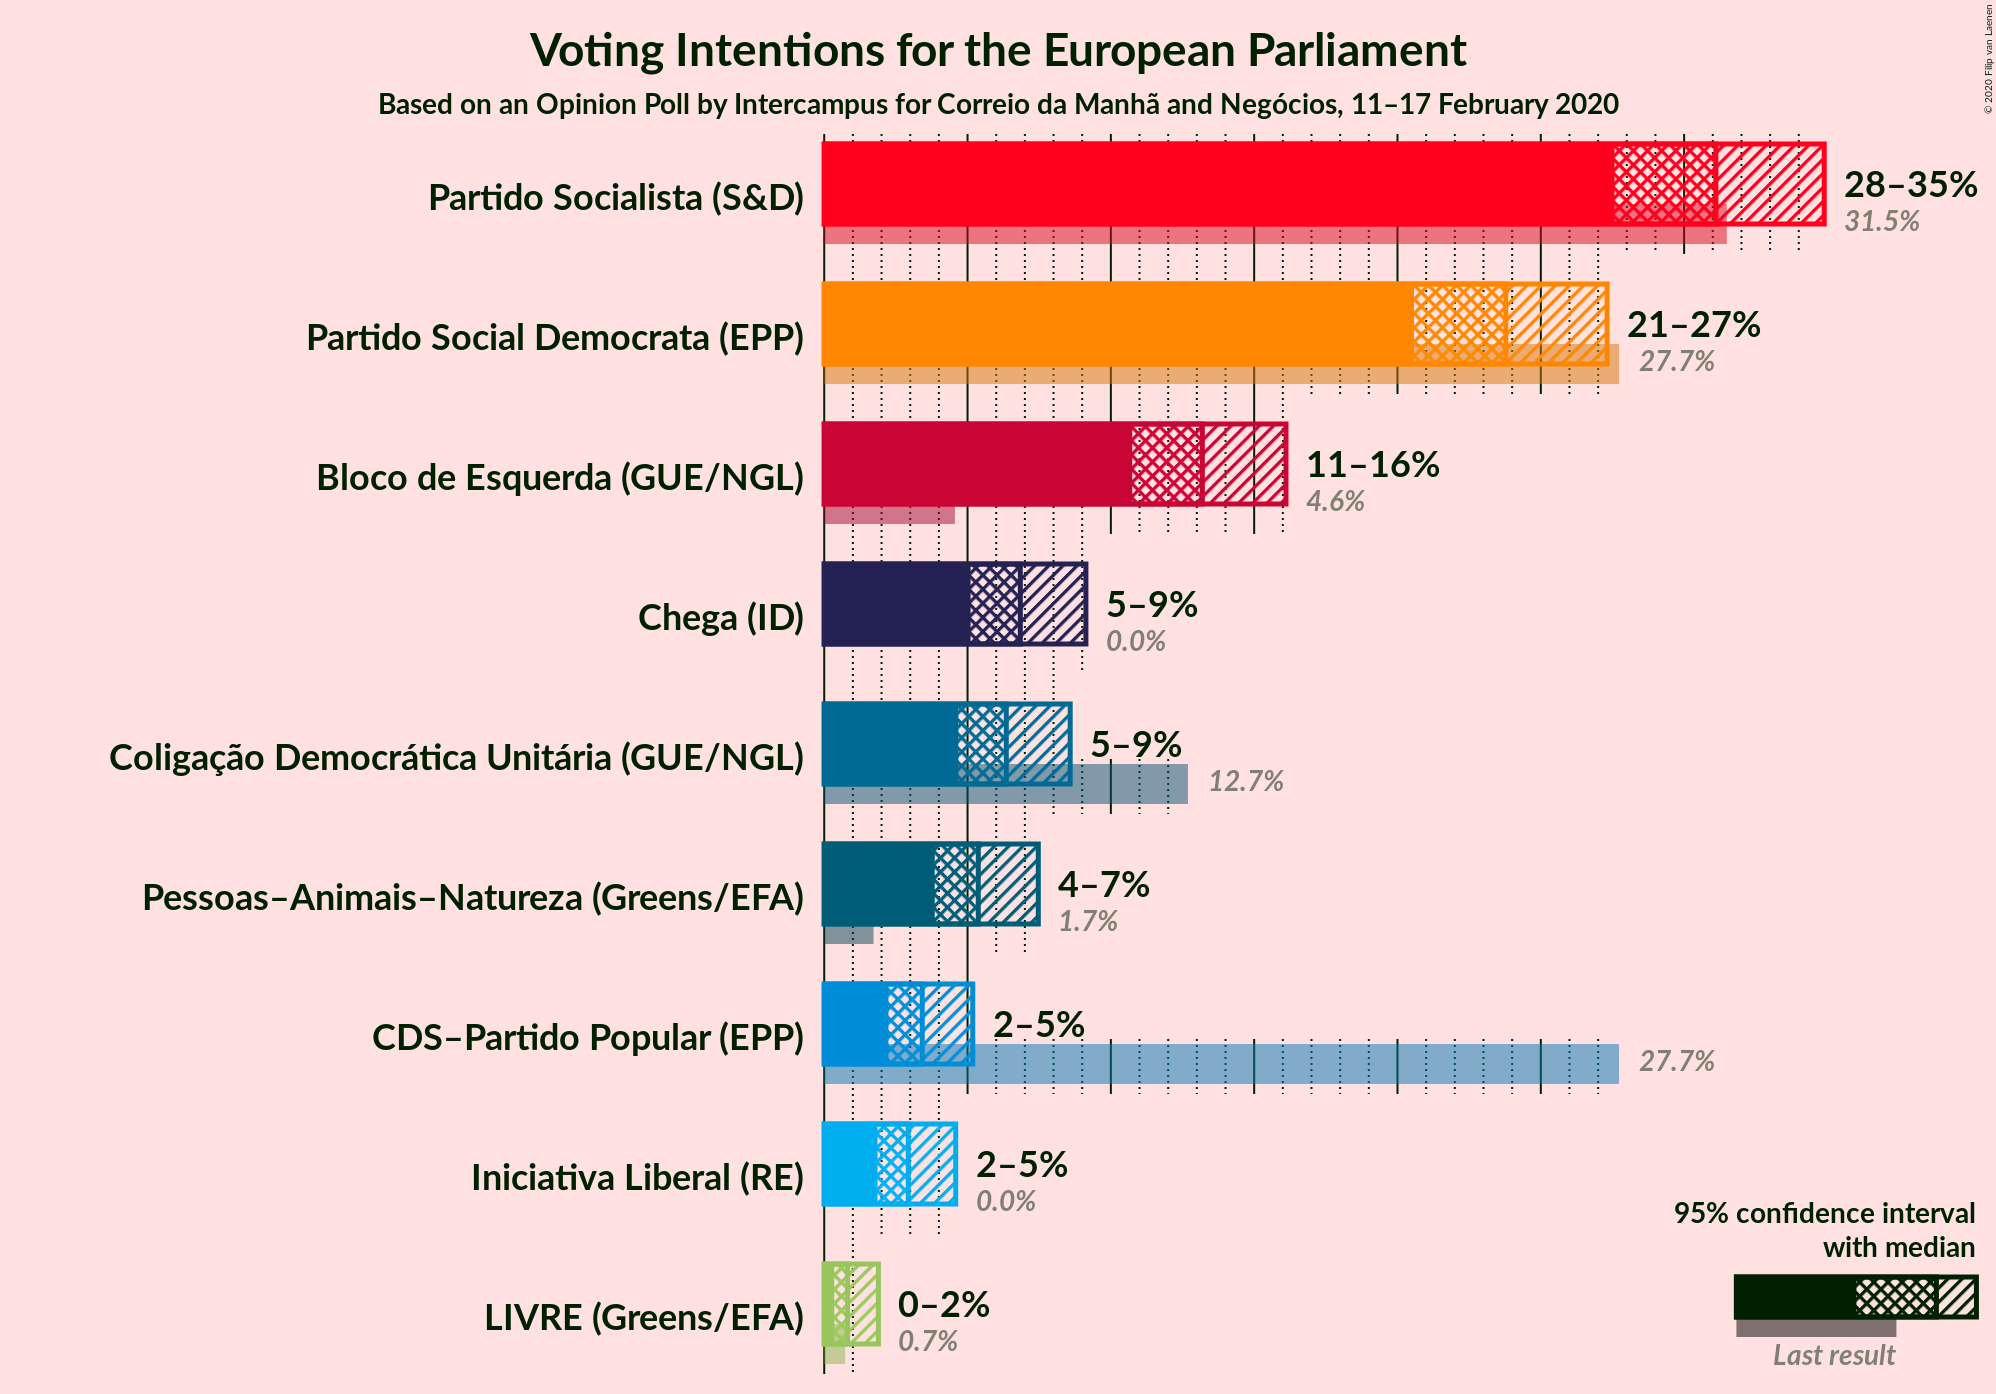 Voting Intentions for the European Parliament
Based on an Opinion Poll by Intercampus for Correio da Manhã and Negócios, 11–17 February 2020
© 2020 Filip van Laenen
Partido Socialista (S&D)
28–35%
31.5%
Partido Social Democrata (EPP)
21–27%
27.7%
Bloco de Esquerda (GUE/NGL)
11–16%
4.6%
Chega (ID)
5–9%
0.0%
Coligação Democrática Unitária (GUE/NGL)
5–9%
12.7%
Pessoas–Animais–Natureza (Greens/EFA)
4–7%
1.7%
CDS–Partido Popular (EPP)
2–5%
27.7%
Iniciativa Liberal (RE)
2–5%
0.0%
LIVRE (Greens/EFA)
0–2%
0.7%
95% confidence interval
with median
Last result